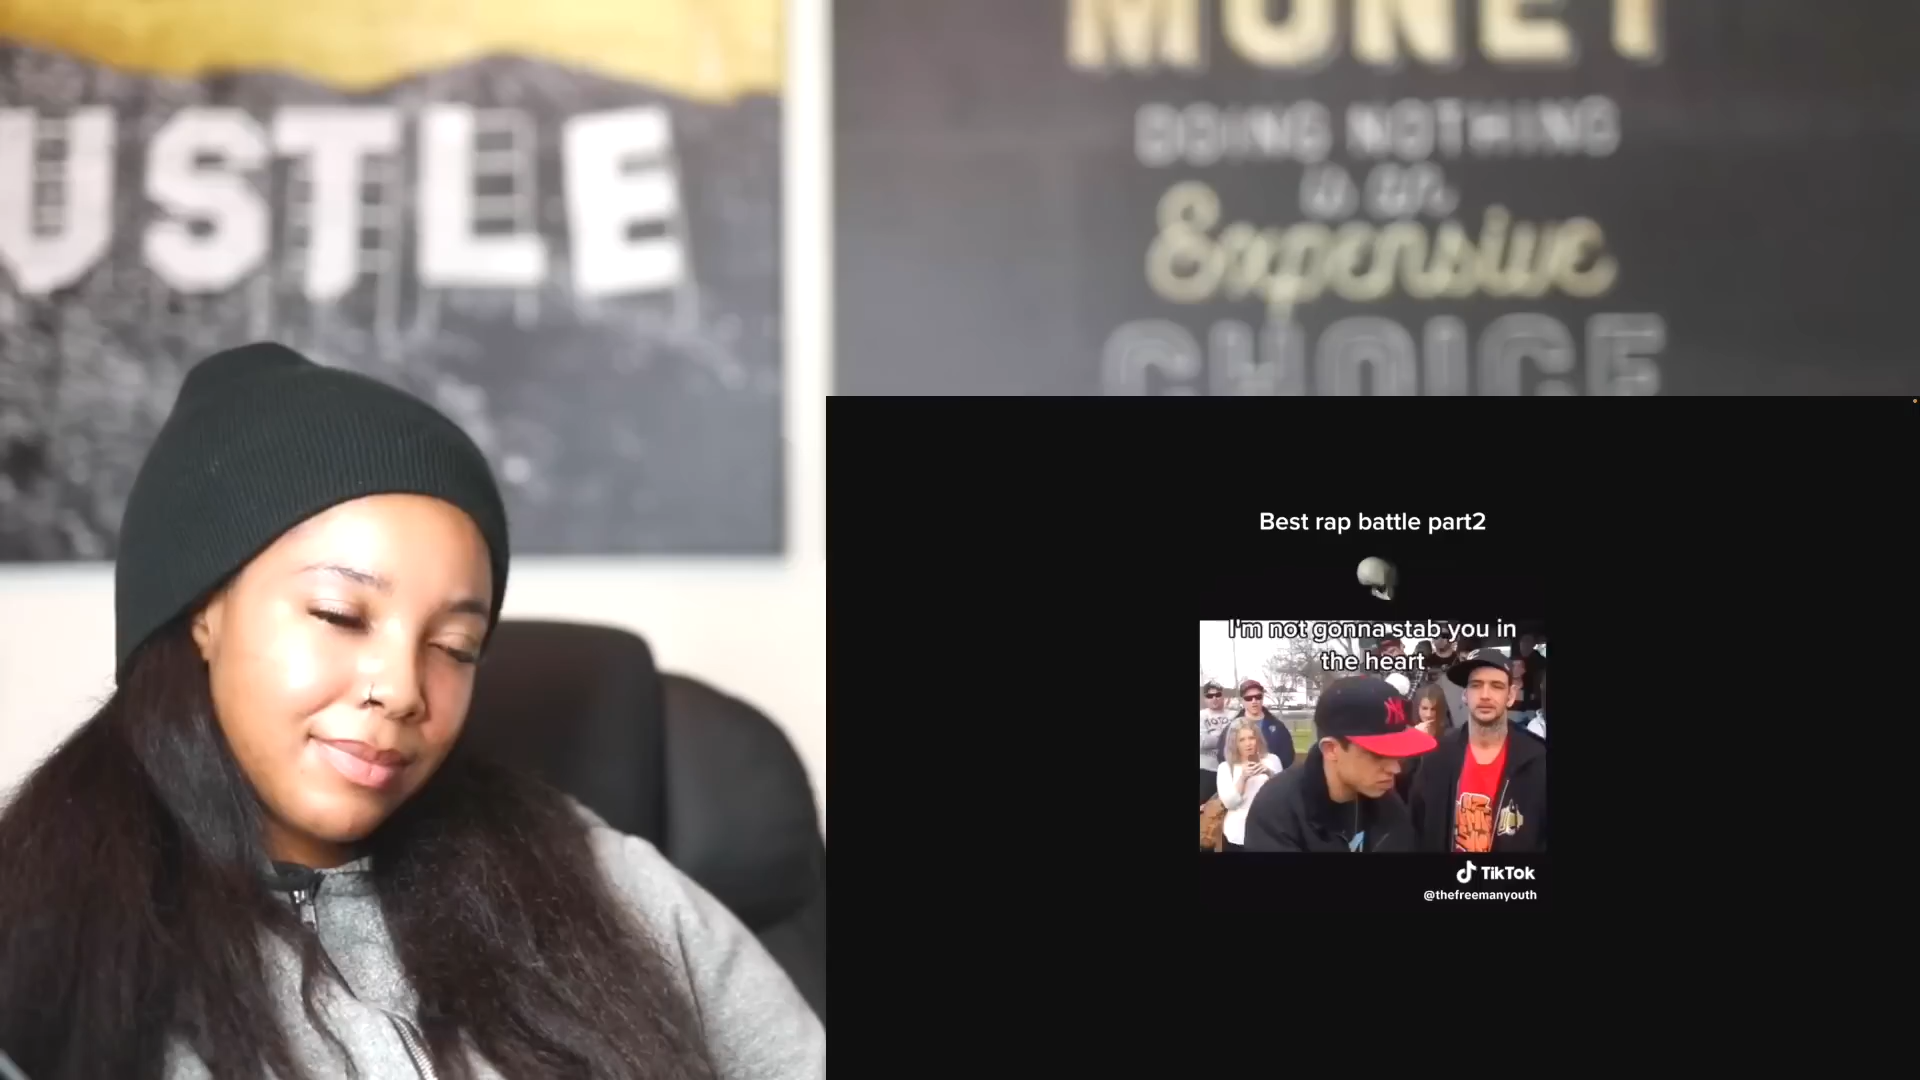 USTLE
MONEY
DOING NOTHING
is an
Expensive
CHOICE
Best rap battle part2
I'm not gonna stab you in
the heart
TikTok
@thefreemanyouth